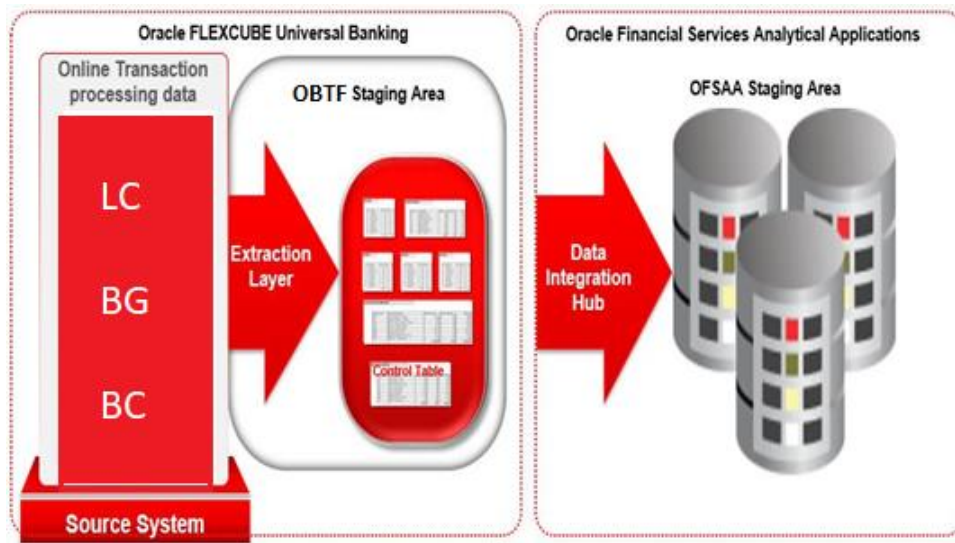 Oracle FLEXCUBE Universal Banking
Online Transaction
processing data
LC
BG
BC
Source System
Extraction
Layer
OBTF Staging Area
Control Table
Data
Integration
Hub
Oracle Financial Services Analytical Applications
OFSAA Staging Area